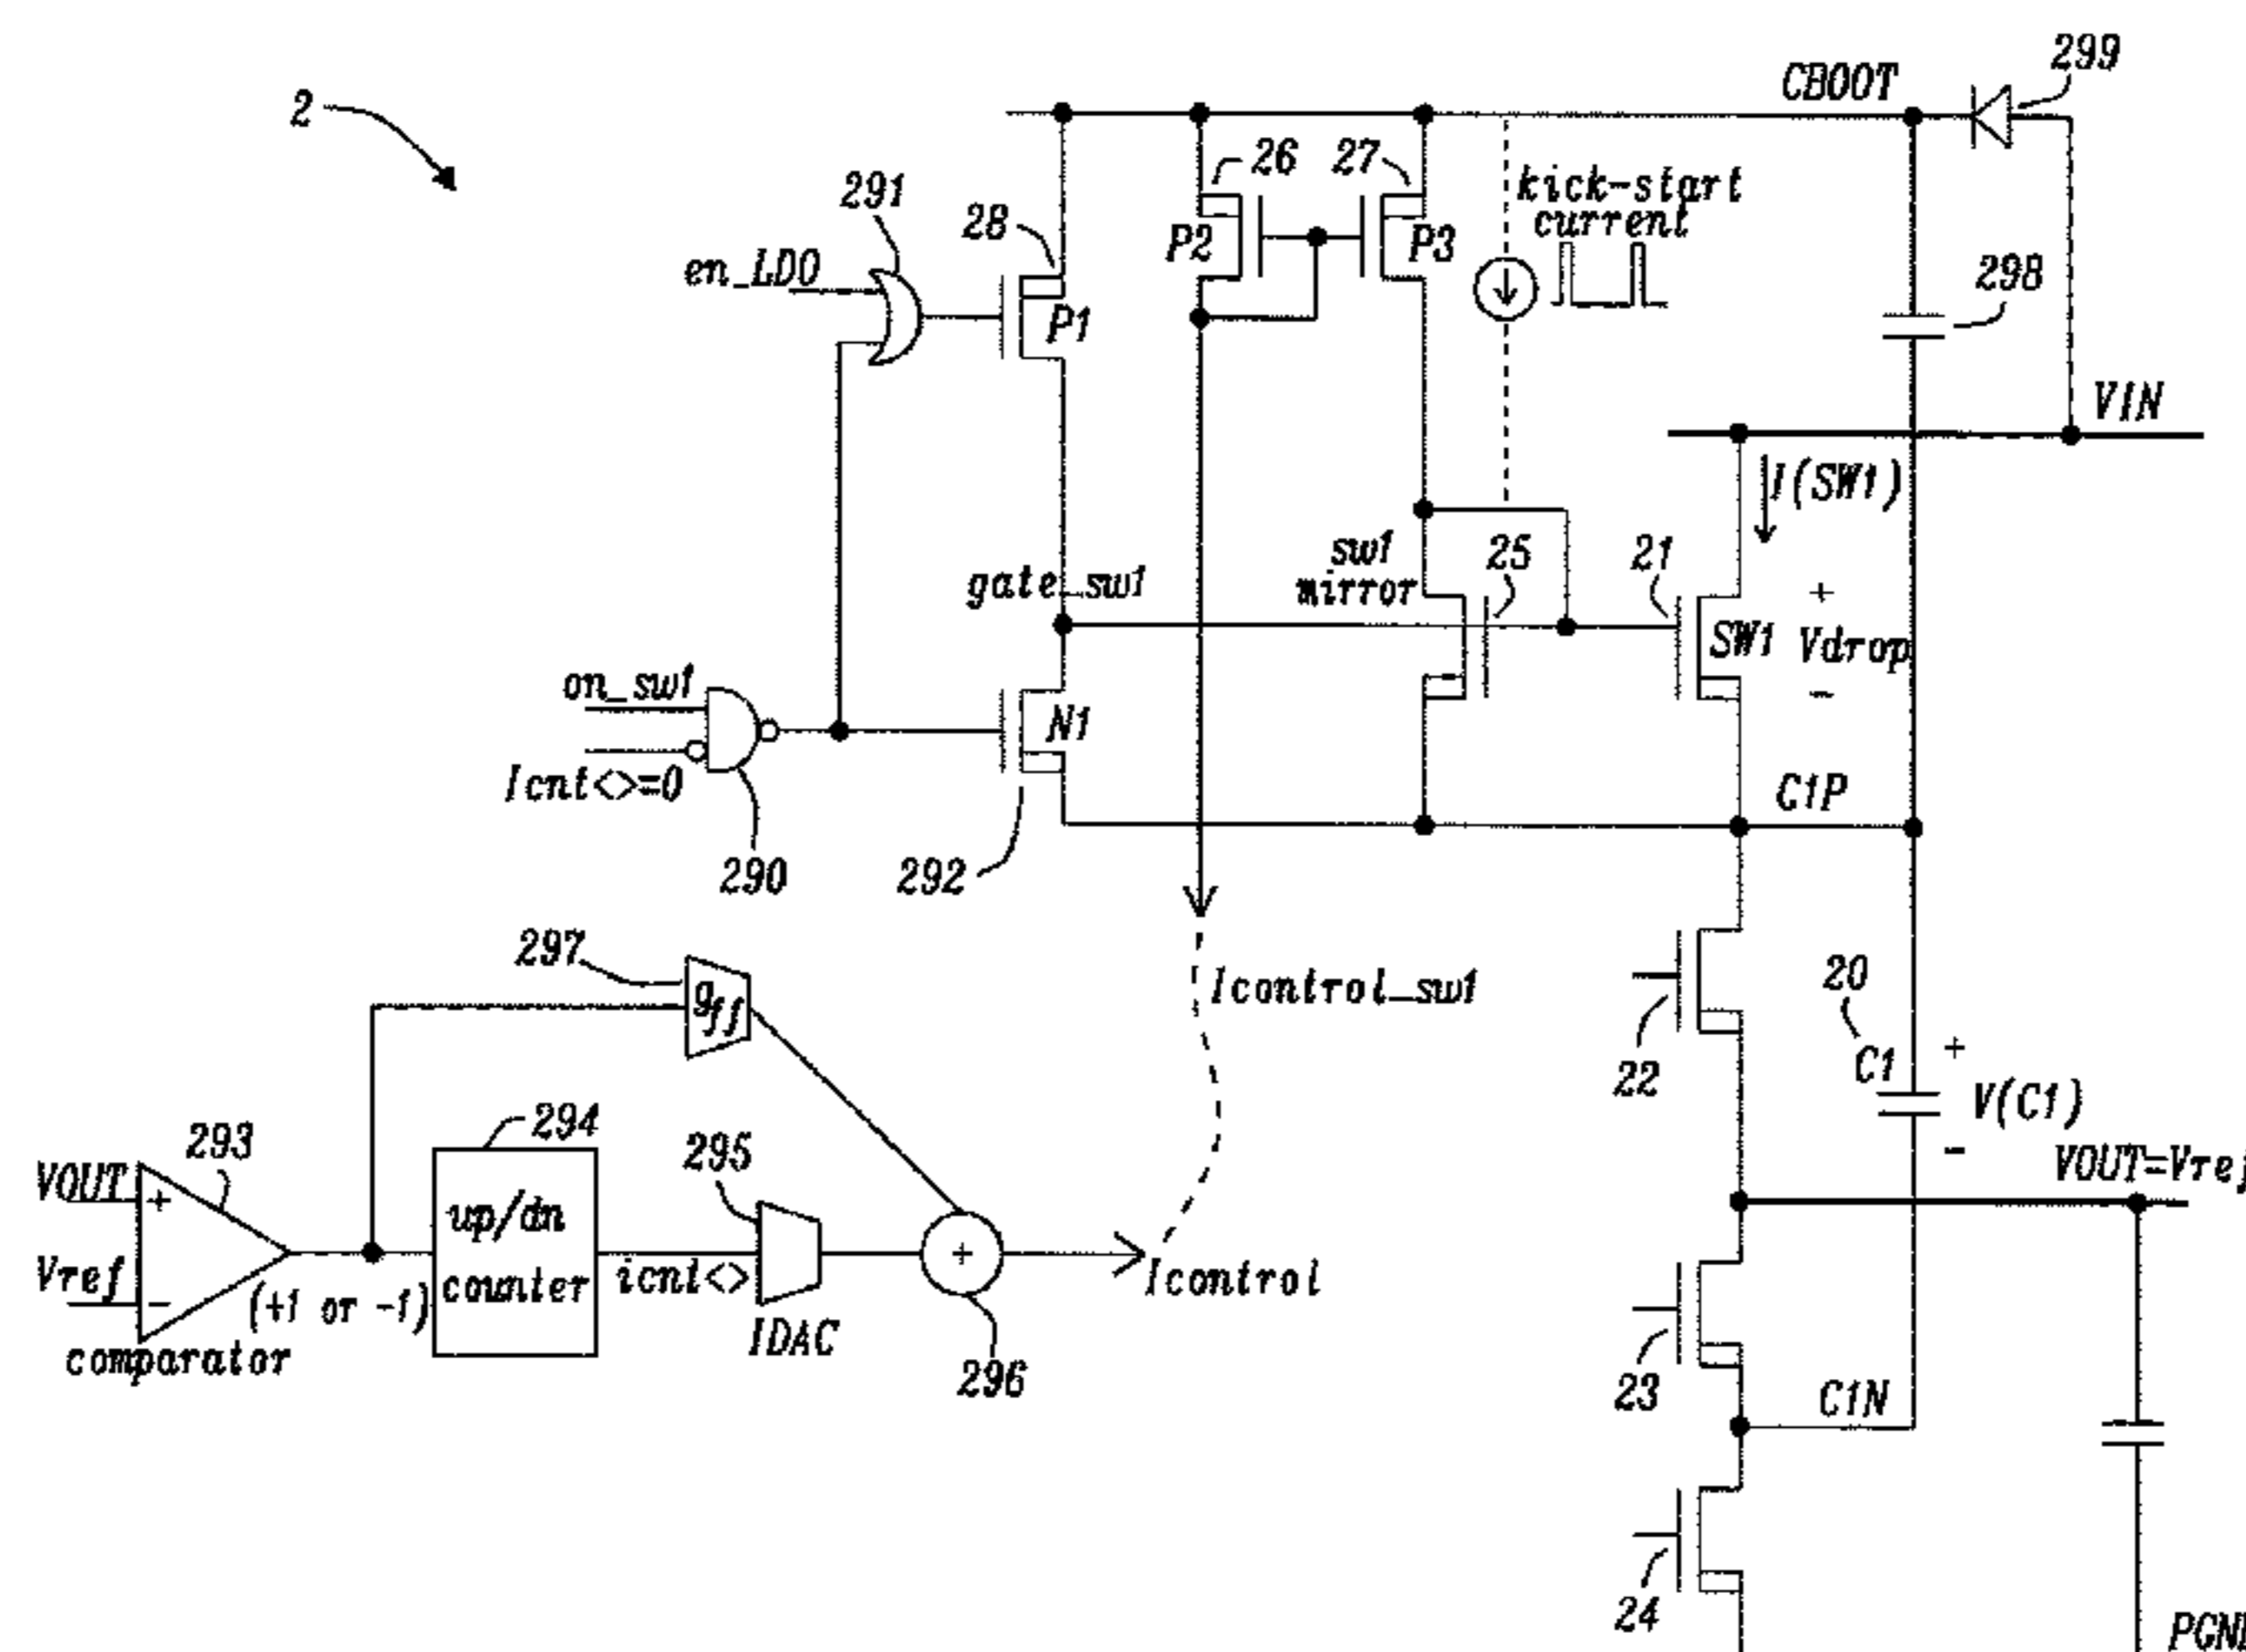 2
299
CBOOT
26
27
kick-start
current
291
28
P2
P3
en_LDO
P1
298
VIN
I(SW1)
sw1
mirror
25
21
gate_sw1
+
SW1
Vdrop
-
on_sw1
N1
Icnt<>=0
C1P
290
292
297
gff
Icontrol_sw1
20
22
C1
+
V(C1)
-
293
294
295
VOUT
+
VOUT=Vref
up/dn
counter
icnt<>
+
Icontrol
Vref
-
(+1 or -1)
comparator
IDAC
296
23
C1N
24